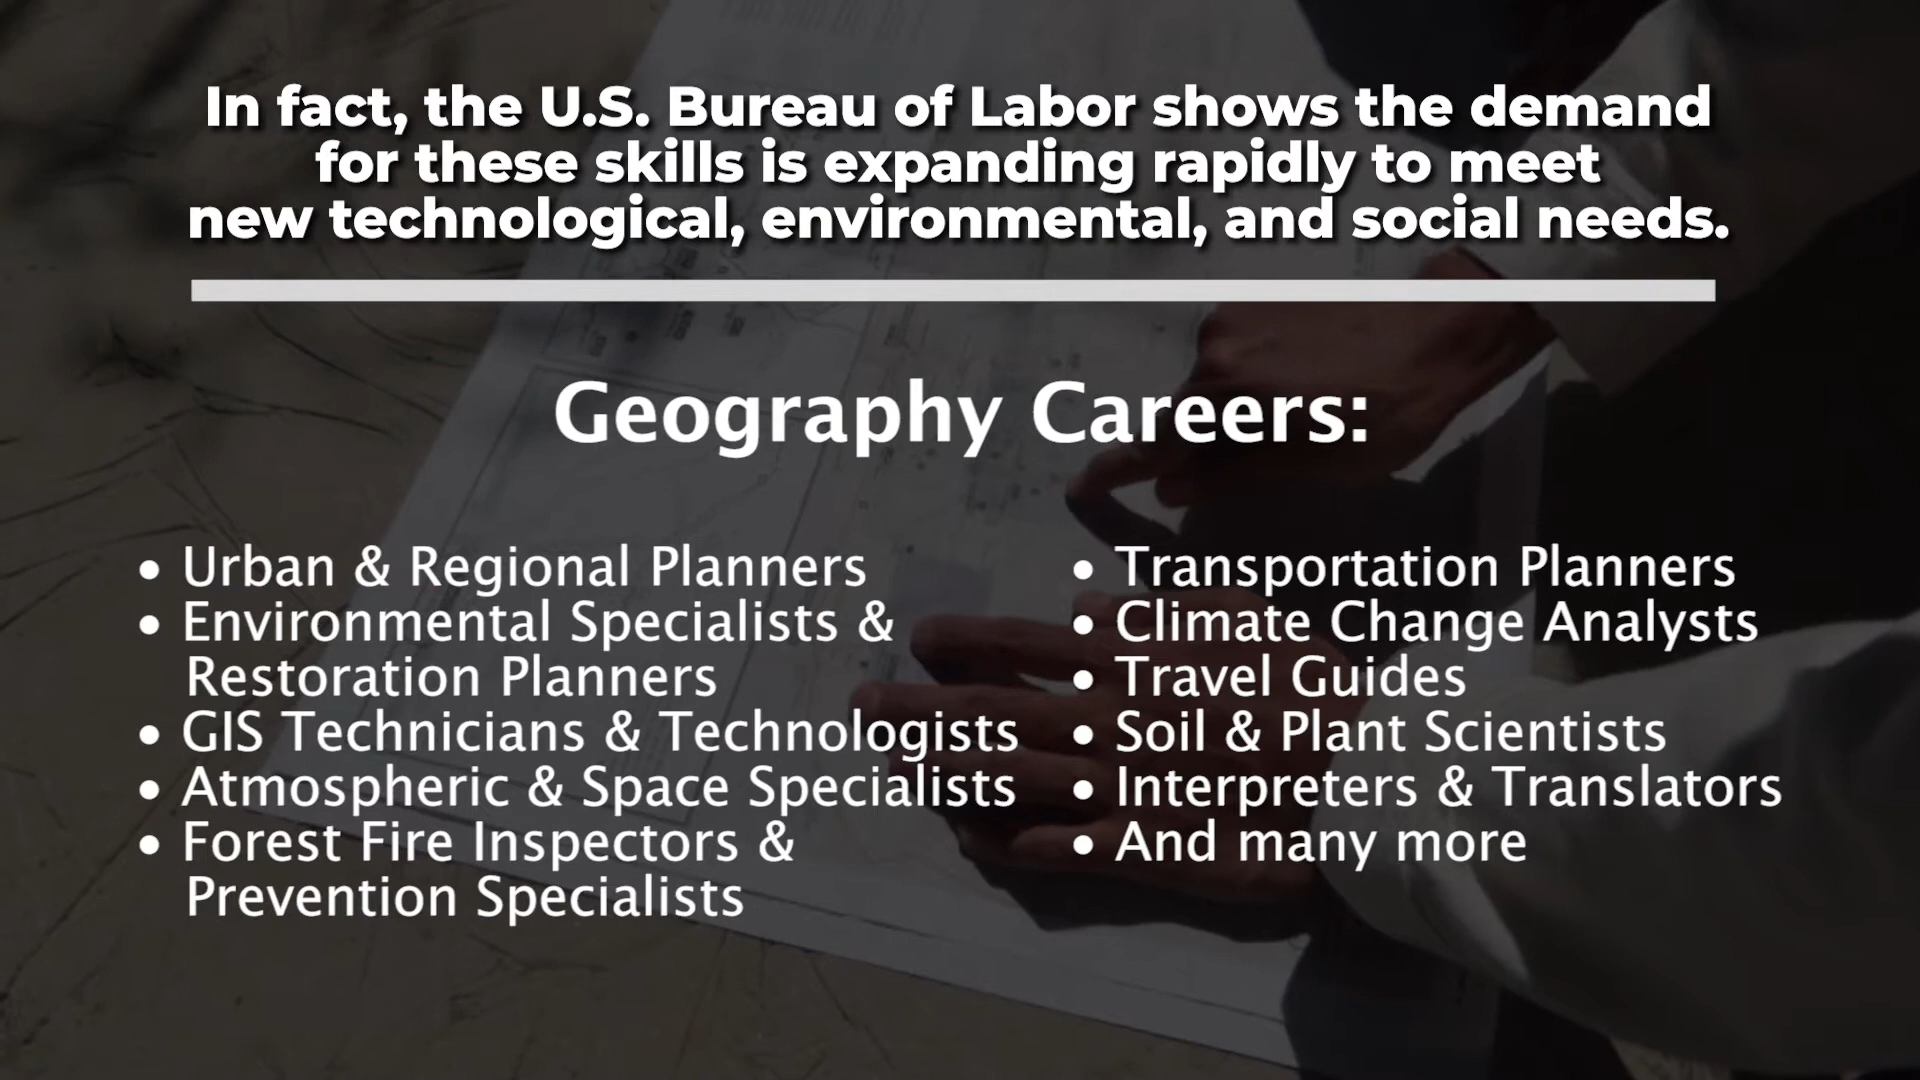 In fact, the U.S. Bureau of Labor shows the demand
for these skills is expanding rapidly to meet
new technological, environmental, and social needs.
Geography Careers:
• Urban & Regional Planners
• Environmental Specialists &
Restoration Planners
• GIS Technicians & Technologists
• Atmospheric & Space Specialists
• Forest Fire Inspectors &
Prevention Specialists
• Transportation Planners
• Climate Change Analysts
• Travel Guides
• Soil & Plant Scientists
• Interpreters & Translators
• And many more